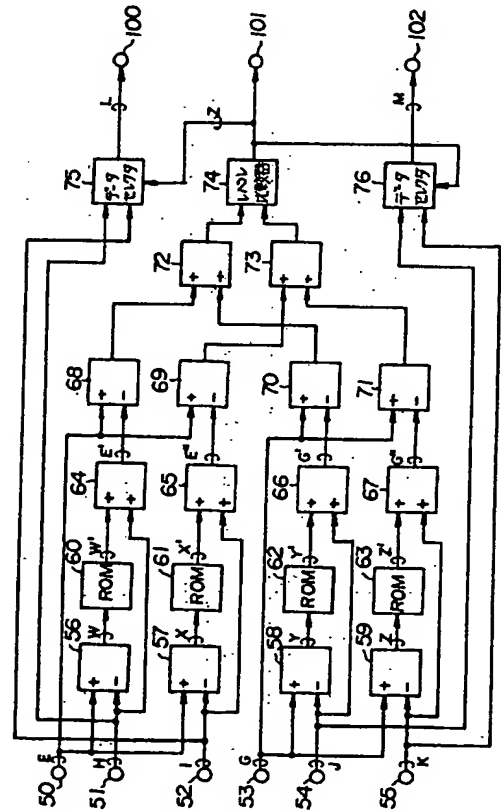 50
E
51
H
52
I
53
G
54
J
55
K
56
+
-
W
60
ROM
W'
64
+
+
E'
68
+
-
57
+
-
X
61
ROM
X'
65
+
+
E"
69
+
-
58
+
-
Y
62
ROM
Y'
66
+
+
G'
70
+
-
59
+
-
Z
63
ROM
Z'
67
+
+
G"
71
+
-
72
+
+
73
+
+
74
レベル
比較器
75
データ
セレクタ
76
データ
セレクタ
L
100
Z
101
M
102